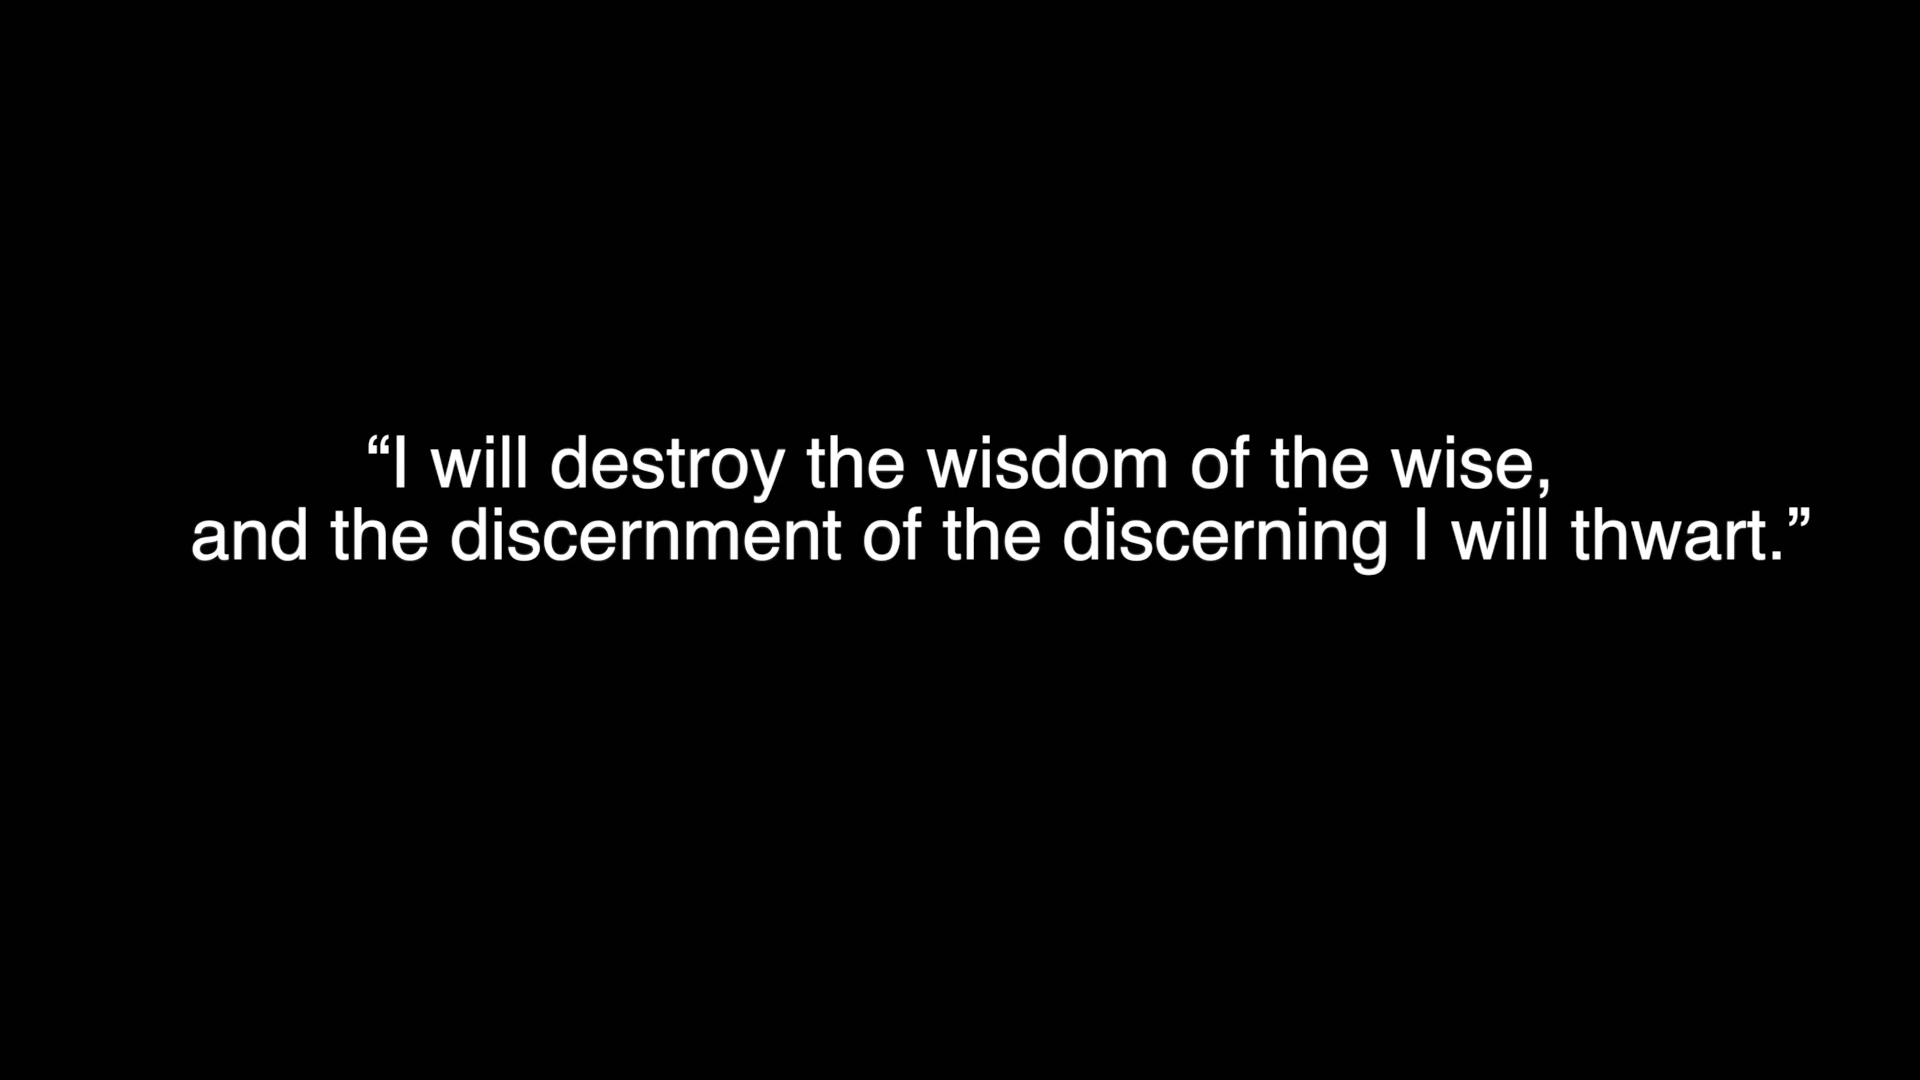 “I will destroy the wisdom of the wise,
and the discernment of the discerning I will thwart.”